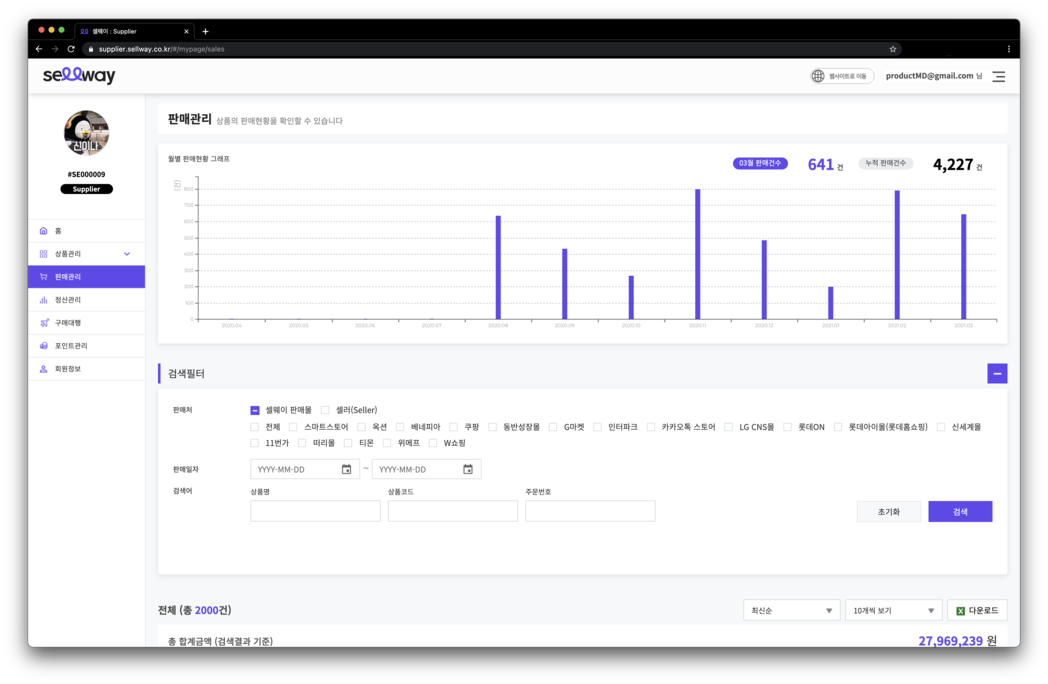 셀웨이 : Supplier
supplier.sellway.co.kr/#/mypage/sales
sellway
웹사이트로 이동
productMD@gmail.com 님
신이나
#SE000009
Supplier
홈
상품관리
판매관리
정산관리
구매대행
포인트관리
회원정보
판매관리 상품의 판매현황을 확인할 수 있습니다
월별 판매현황 그래프
03월 판매건수 641 건 누적 판매건수 4,227 건
(건)
800
700
600
500
400
300
200
100
0
2020.04 2020.05 2020.06 2020.07 2020.08 2020.09 2020.10 2020.11 2020.12 2021.01 2021.02 2021.03
검색필터
판매처 셀웨이 판매몰 셀러(Seller)
전체 스마트스토어 옥션 베네피아 쿠팡 동반성장몰 G마켓 인터파크 카카오톡 스토어 LG CNS몰 롯데ON 롯데아이몰(롯데홈쇼핑) 신세계몰
11번가 떠리몰 티몬 위메프 W쇼핑
판매일자 YYYY-MM-DD ~ YYYY-MM-DD
검색어 상품명 상품코드 주문번호
초기화 검색
전체 (총 2000건) 최신순 10개씩 보기 다운로드
총 합계금액 (검색결과 기준) 27,969,239 원